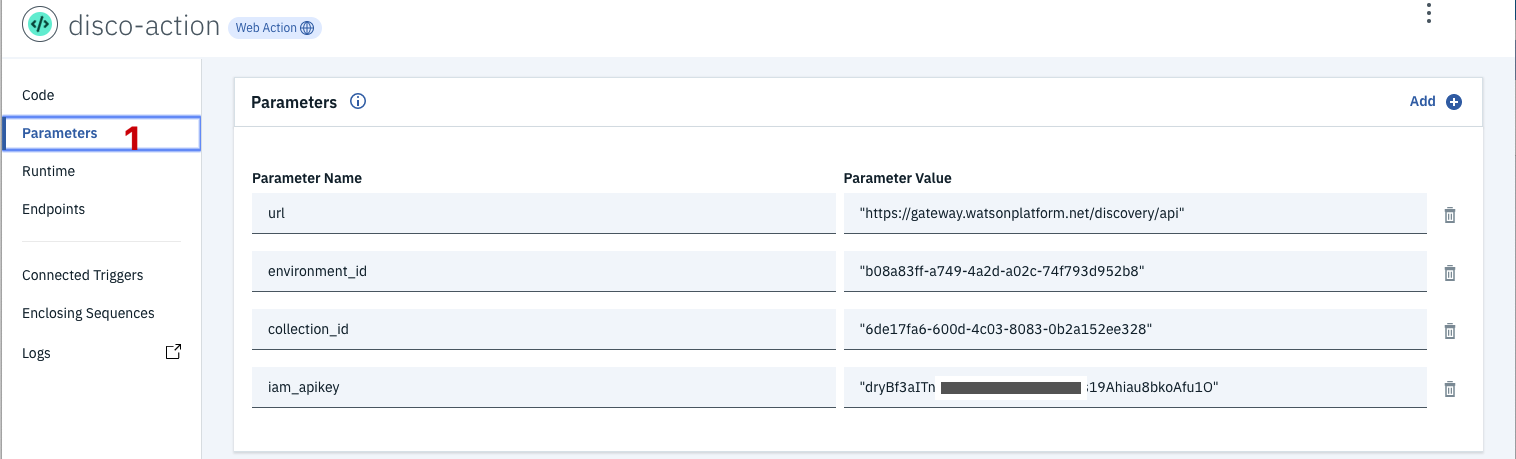 disco-action Web Action
Code
Parameters 1
Runtime
Endpoints
Connected Triggers
Enclosing Sequences
Logs
Parameters
Add
Parameter Name Parameter Value
url "https://gateway.watsonplatform.net/discovery/api"
environment_id "b08a83ff-a749-4a2d-a02c-74f793d952b8"
collection_id "6de17fa6-600d-4c03-8083-0b2a152ee328"
iam_apikey "dryBf3aITn 19Ahiau8bkoAfu1O"